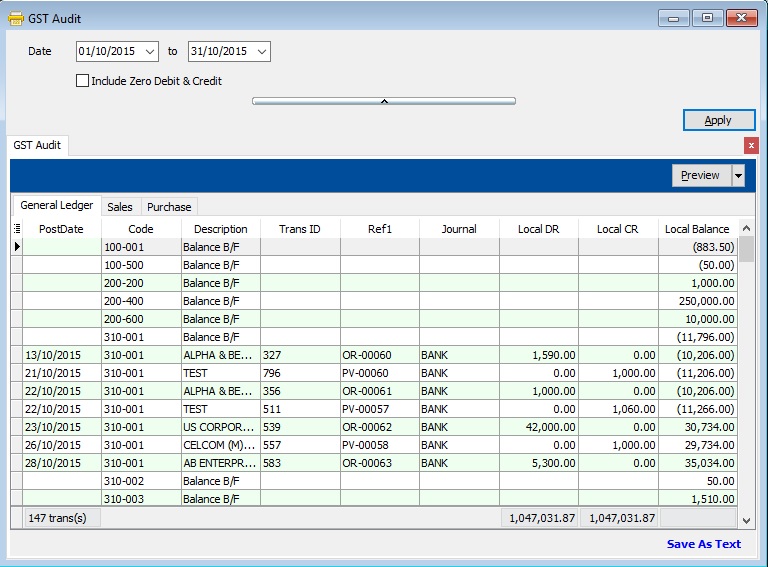 GST Audit
Date 01/10/2015 to 31/10/2015
Include Zero Debit & Credit
Apply
GST Audit
Preview
General Ledger Sales Purchase
PostDate Code Description Trans ID Ref1 Journal Local DR Local CR Local Balance
100-001 Balance B/F (883.50)
100-500 Balance B/F (50.00)
200-200 Balance B/F 1,000.00
200-400 Balance B/F 250,000.00
200-600 Balance B/F 10,000.00
310-001 Balance B/F (11,796.00)
13/10/2015 310-001 ALPHA & BE... 327 OR-00060 BANK 1,590.00 0.00 (10,206.00)
21/10/2015 310-001 TEST 796 PV-00060 BANK 0.00 1,000.00 (11,206.00)
22/10/2015 310-001 ALPHA & BE... 356 OR-00061 BANK 1,000.00 0.00 (10,206.00)
22/10/2015 310-001 TEST 511 PV-00057 BANK 0.00 1,060.00 (11,266.00)
23/10/2015 310-001 US CORPOR... 539 OR-00062 BANK 42,000.00 0.00 30,734.00
26/10/2015 310-001 CELCOM (M)... 557 PV-00058 BANK 0.00 1,000.00 29,734.00
28/10/2015 310-001 AB ENTERPR... 583 OR-00063 BANK 5,300.00 0.00 35,034.00
310-002 Balance B/F 50.00
310-003 Balance B/F 1,510.00
147 trans(s) 1,047,031.87 1,047,031.87
Save As Text